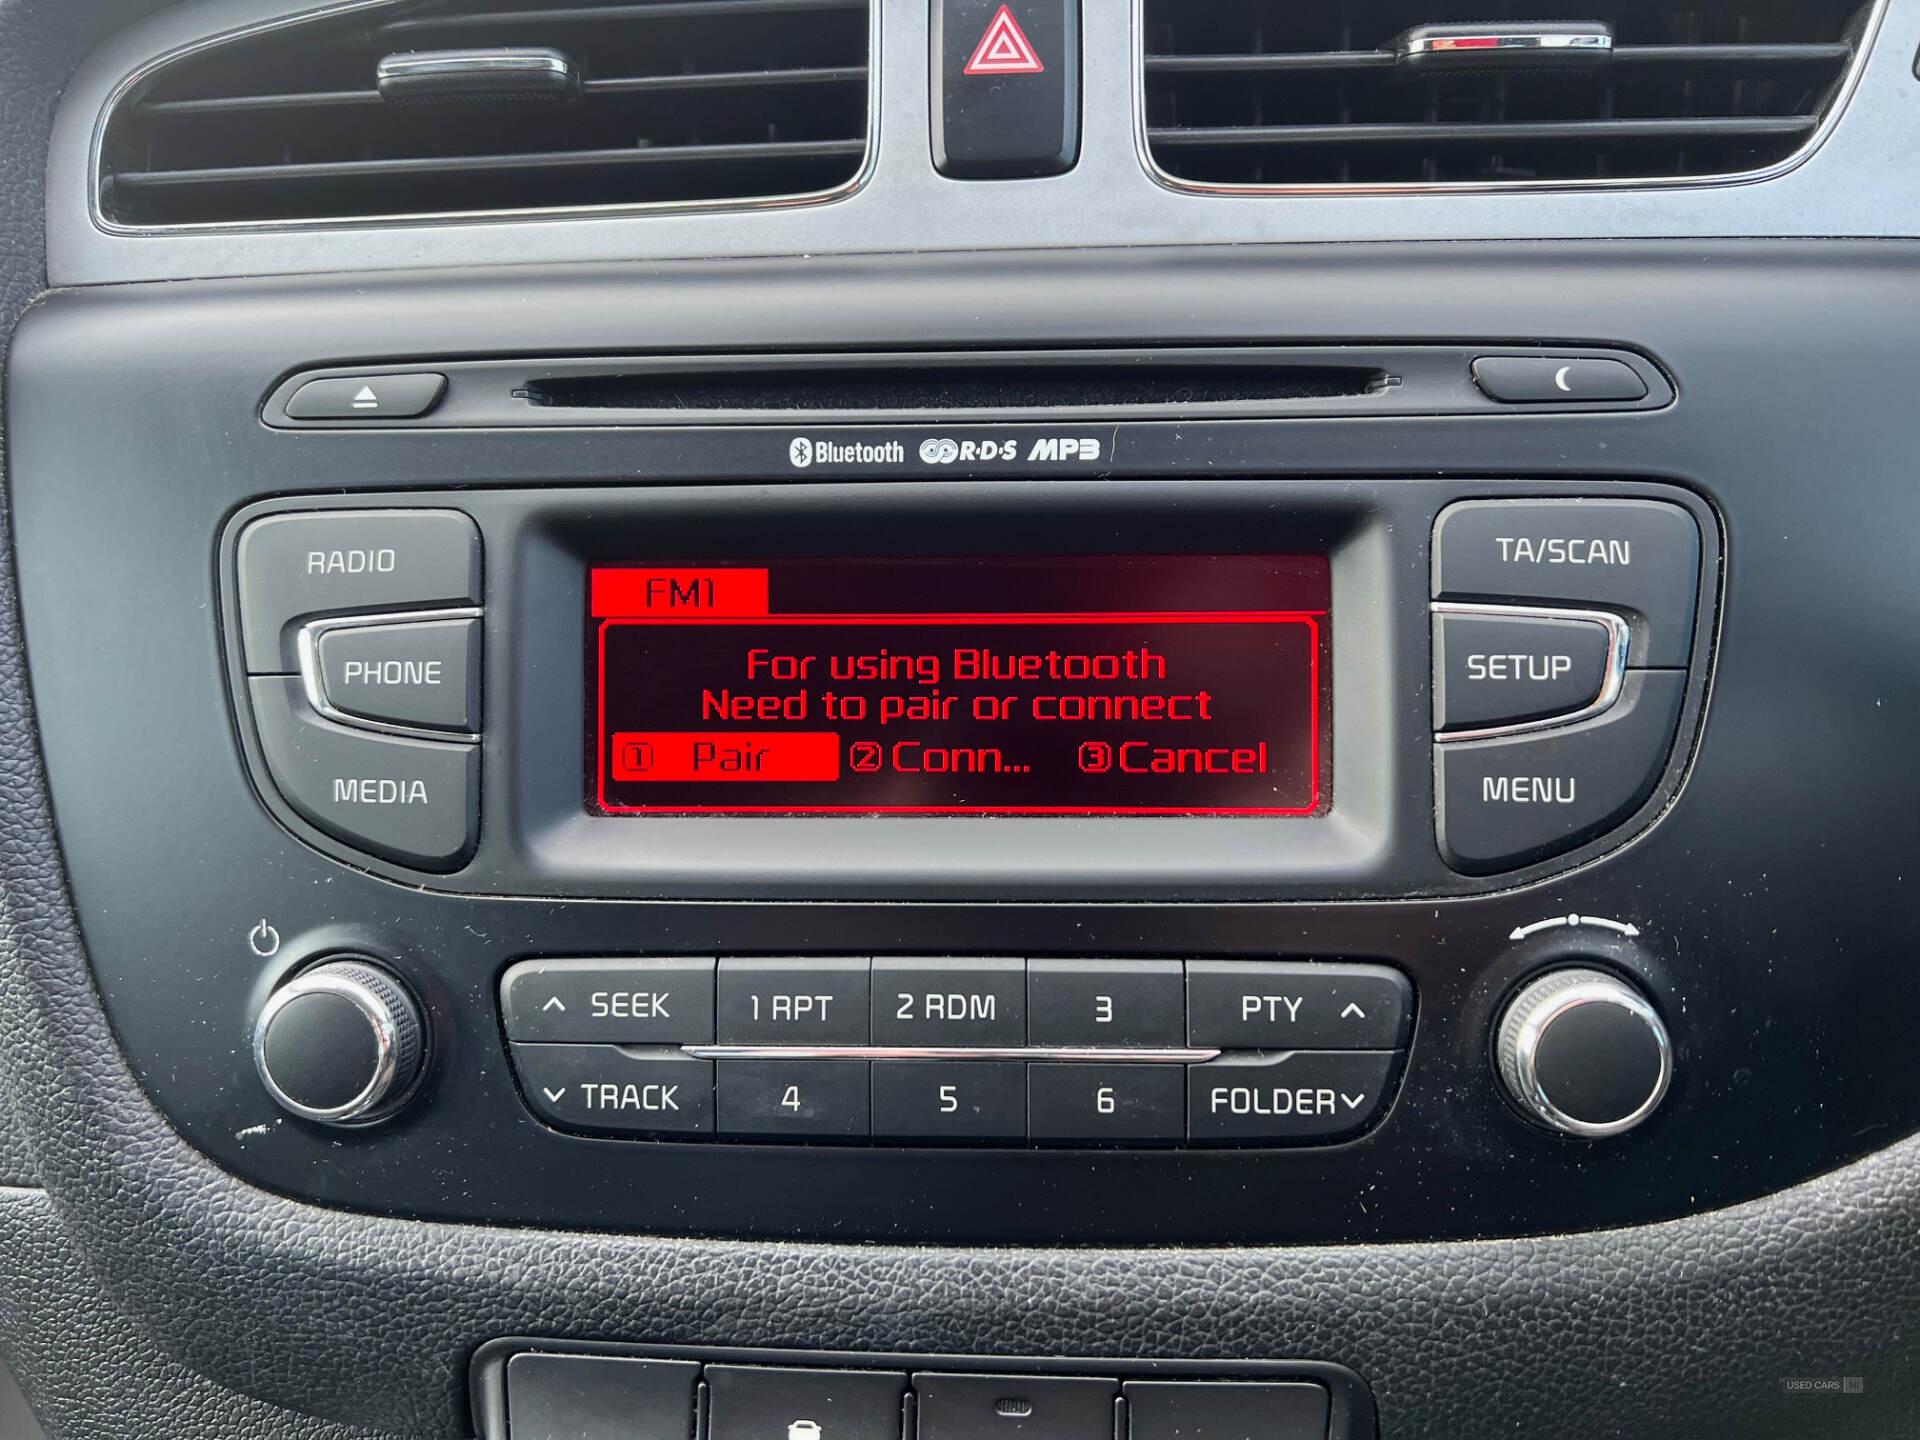 Bluetooth R·D·S MP3
RADIO
PHONE
MEDIA
FM1
For using Bluetooth
Need to pair or connect
1 Pair 2 Conn... 3 Cancel
TA/SCAN
SETUP
MENU
SEEK 1 RPT 2 RDM 3 PTY
TRACK 4 5 6 FOLDER
USED CARS NI